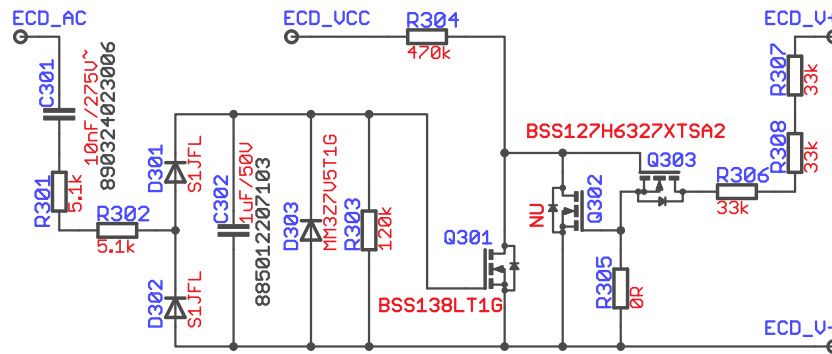 ECD_AC
ECD_VCC
ECD_V+
R304
470k
C301
10nF/275V~
890324023006
R307
33k
R308
33k
BSS127H6327XTSA2
Q303
R306
33k
R301
5.1k
R302
5.1k
D301
S1JFL
C302
1uF/50V
885012207103
D303
MM3Z7V5T1G
R303
120k
Q301
BSS138LT1G
NU
Q302
R305
0R
D302
S1JFL
ECD_V-